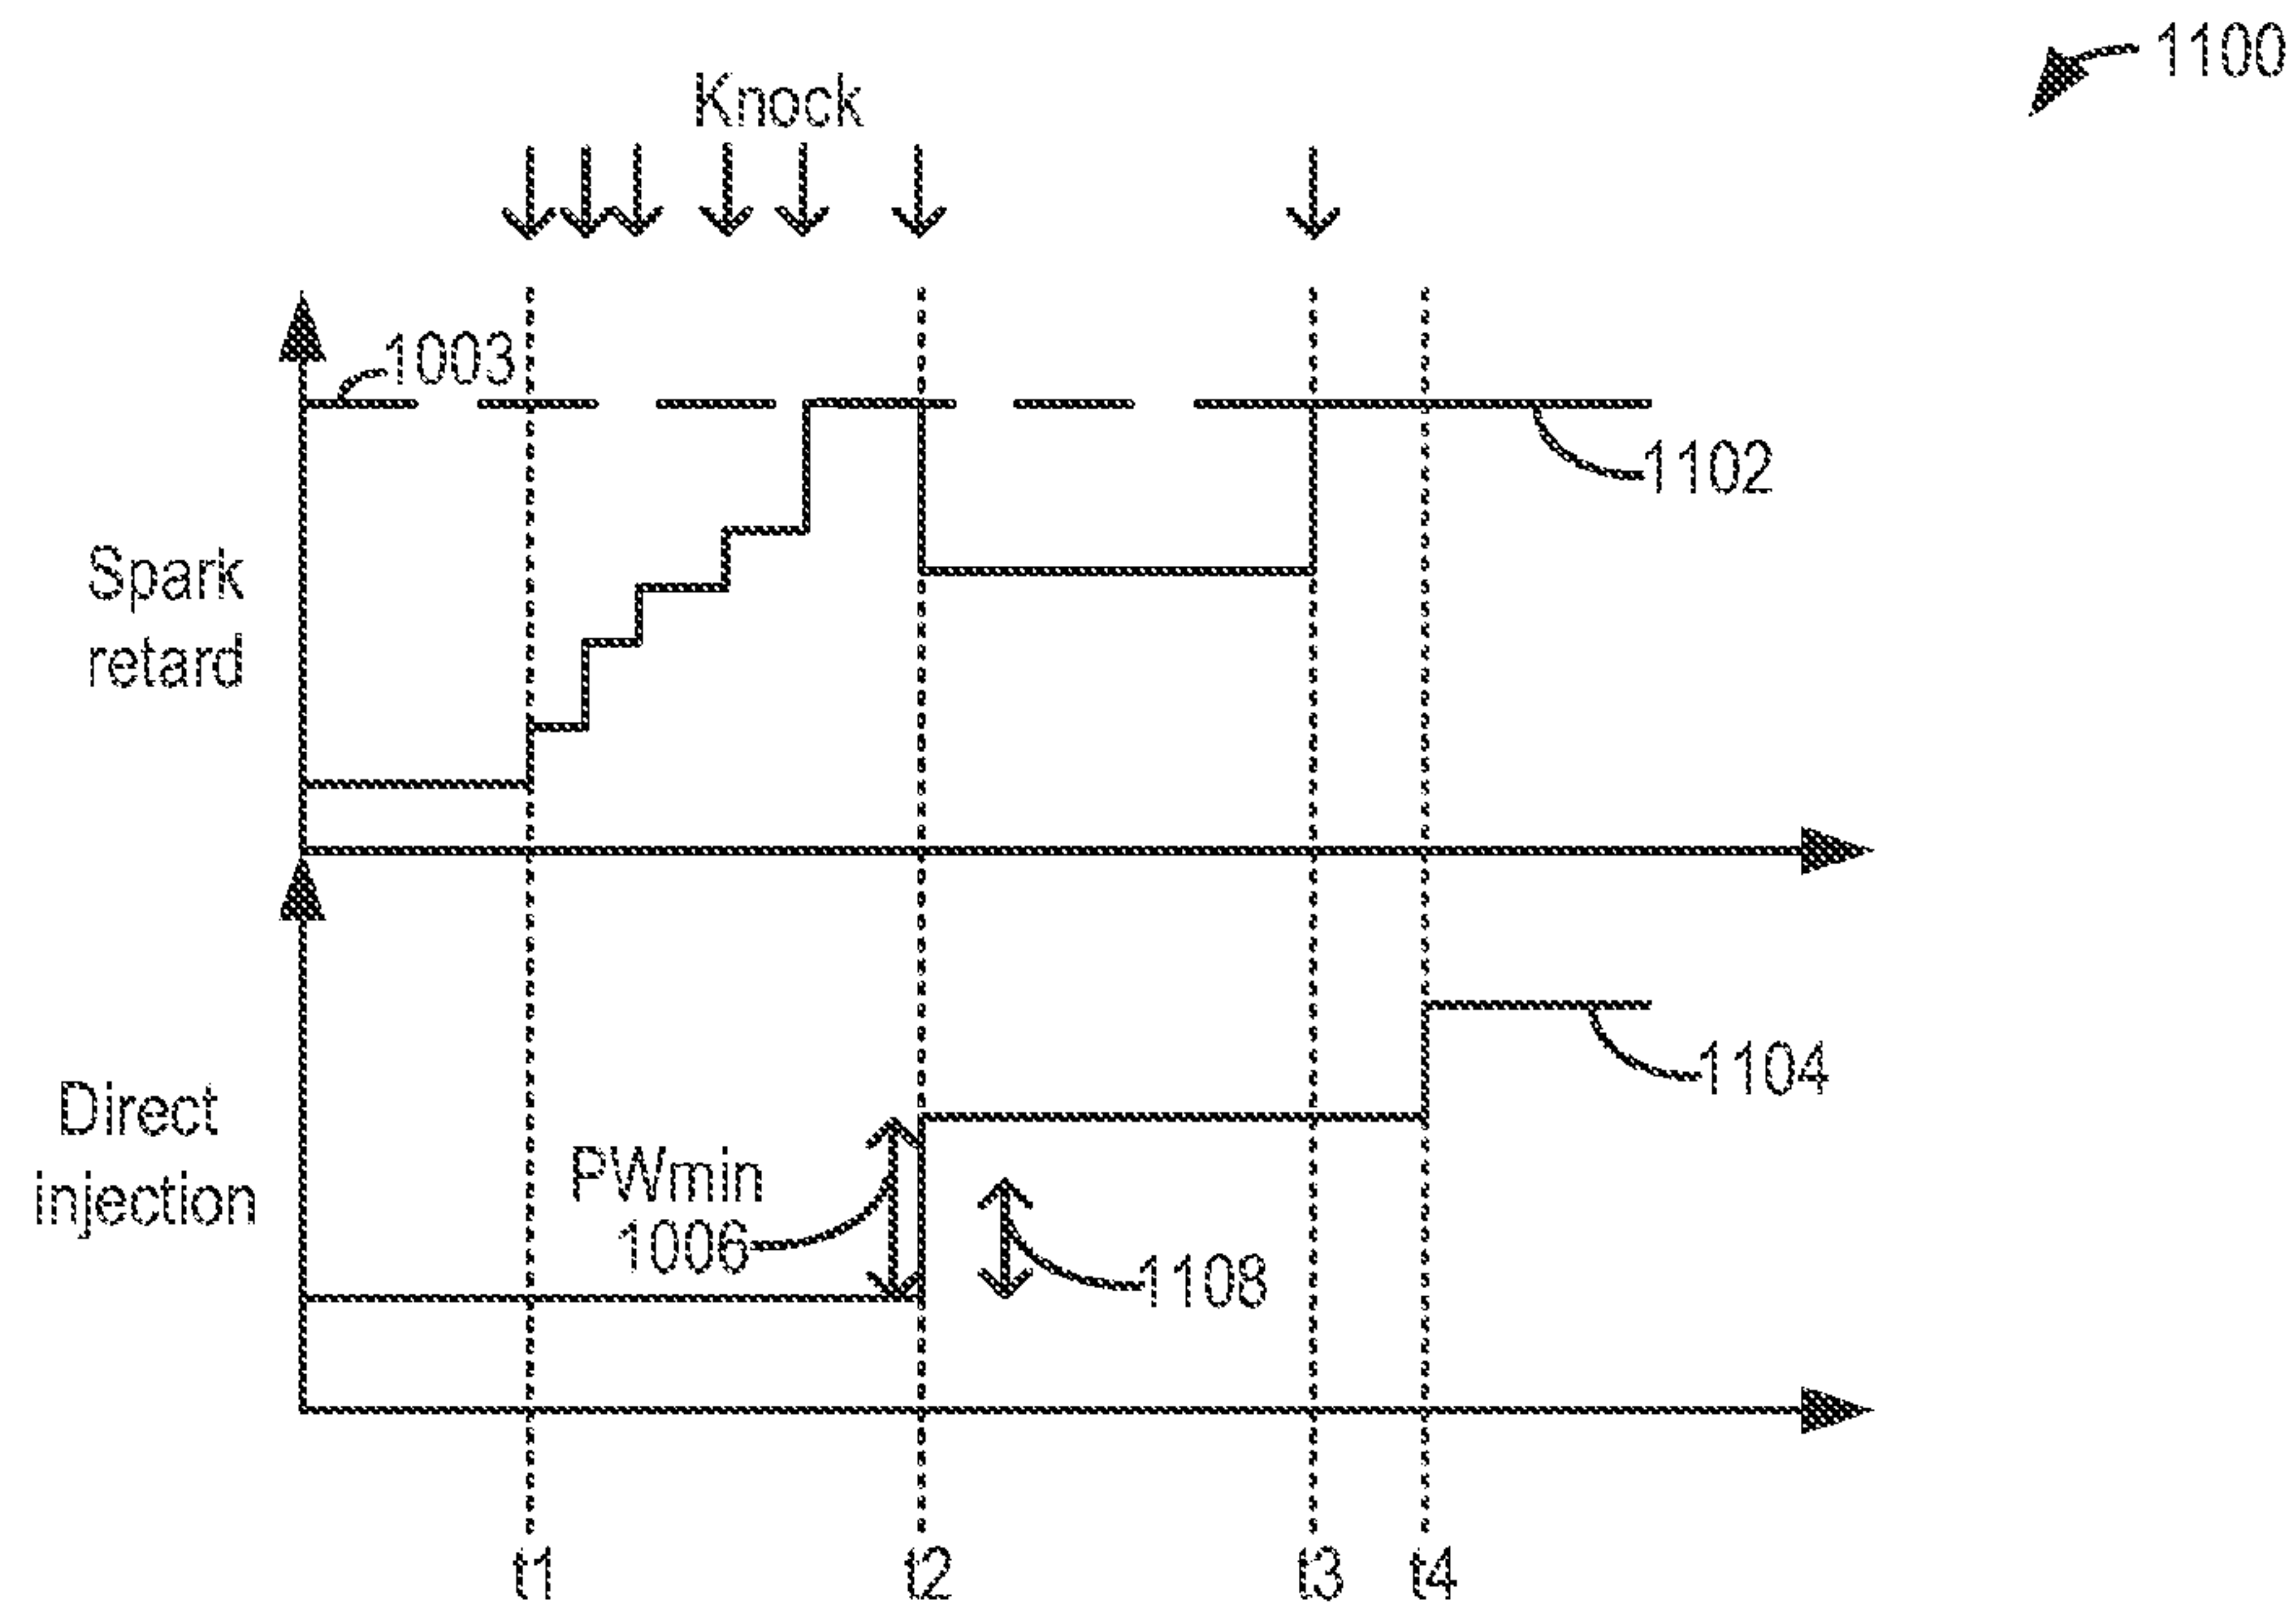 1100
Knock
1003
1102
Spark
retard
1104
Direct
injection
PWmin
1006
1108
t1 t2 t3 t4